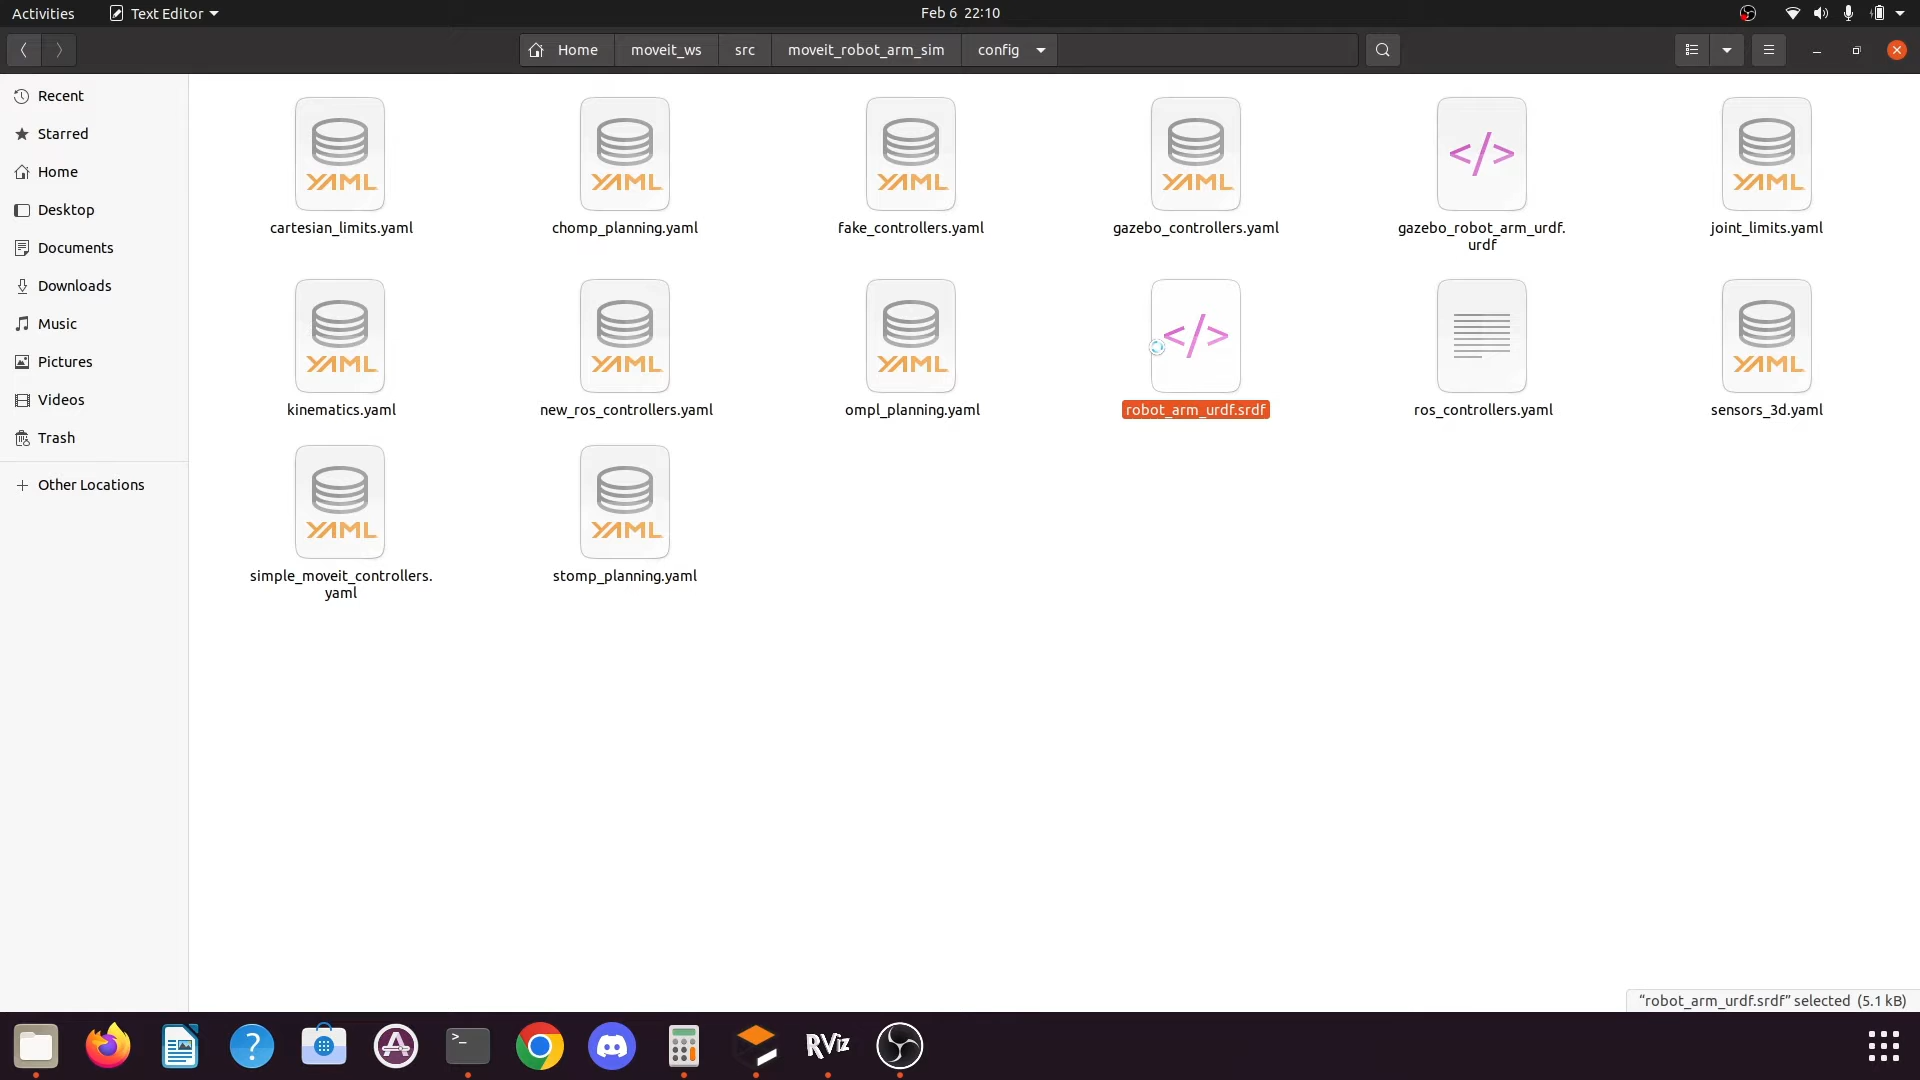 Activities
Text Editor
Feb 6 22:10
Home
moveit_ws
src
moveit_robot_arm_sim
config
Recent
Starred
Home
Desktop
Documents
Downloads
Music
Pictures
Videos
Trash
Other Locations
YAML
YAML
YAML
YAML
</>
YAML
cartesian_limits.yaml
chomp_planning.yaml
fake_controllers.yaml
gazebo_controllers.yaml
gazebo_robot_arm_urdf.
urdf
joint_limits.yaml
YAML
YAML
YAML
</>
YAML
kinematics.yaml
new_ros_controllers.yaml
ompl_planning.yaml
robot_arm_urdf.srdf
ros_controllers.yaml
sensors_3d.yaml
YAML
YAML
simple_moveit_controllers.
yaml
stomp_planning.yaml
“robot_arm_urdf.srdf” selected (5.1 kB)
?
>_
RViz